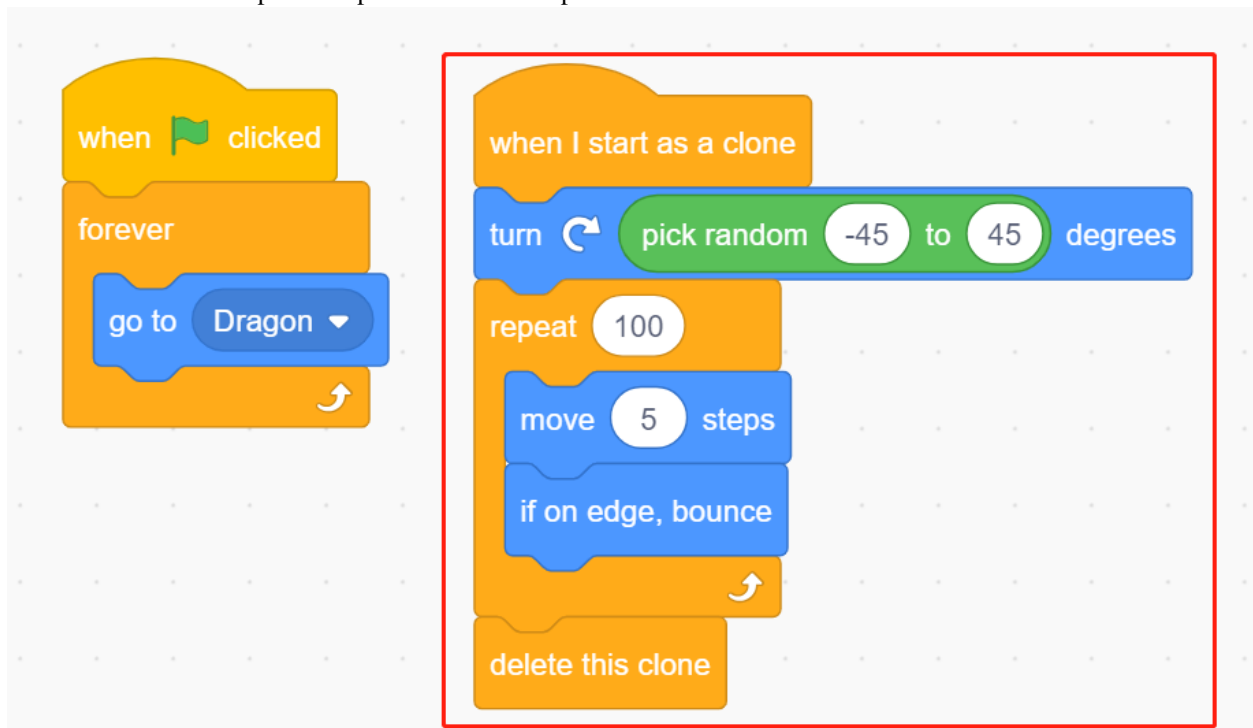 when clicked
forever
go to Dragon
when I start as a clone
turn pick random -45 to 45 degrees
repeat 100
move 5 steps
if on edge, bounce
delete this clone